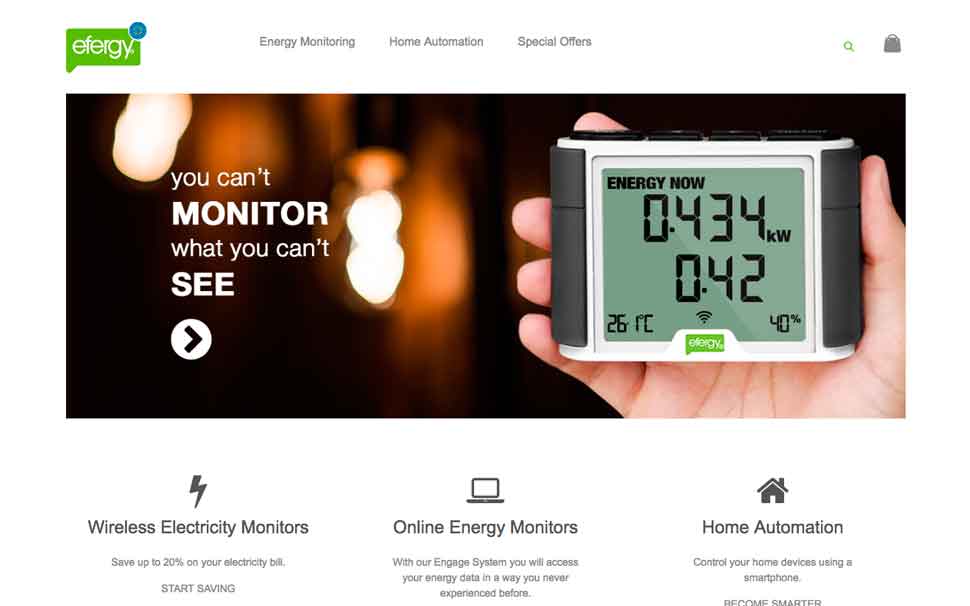 efergy
Energy Monitoring
Home Automation
Special Offers
you can't
MONITOR
what you can't
SEE
ENERGY NOW
0.434 kW
0.42
26.1°C
40%
efergy
Wireless Electricity Monitors
Save up to 20% on your electricity bill.
START SAVING
Online Energy Monitors
With our Engage System you will access
your energy data in a way you never
experienced before.
Home Automation
Control your home devices using a
smartphone.
BECOME SMARTER